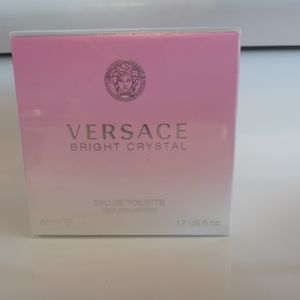 VERSACE
BRIGHT CRYSTAL
EAU DE TOILETTE
NATURAL SPRAY
1.7 US fl.oz.